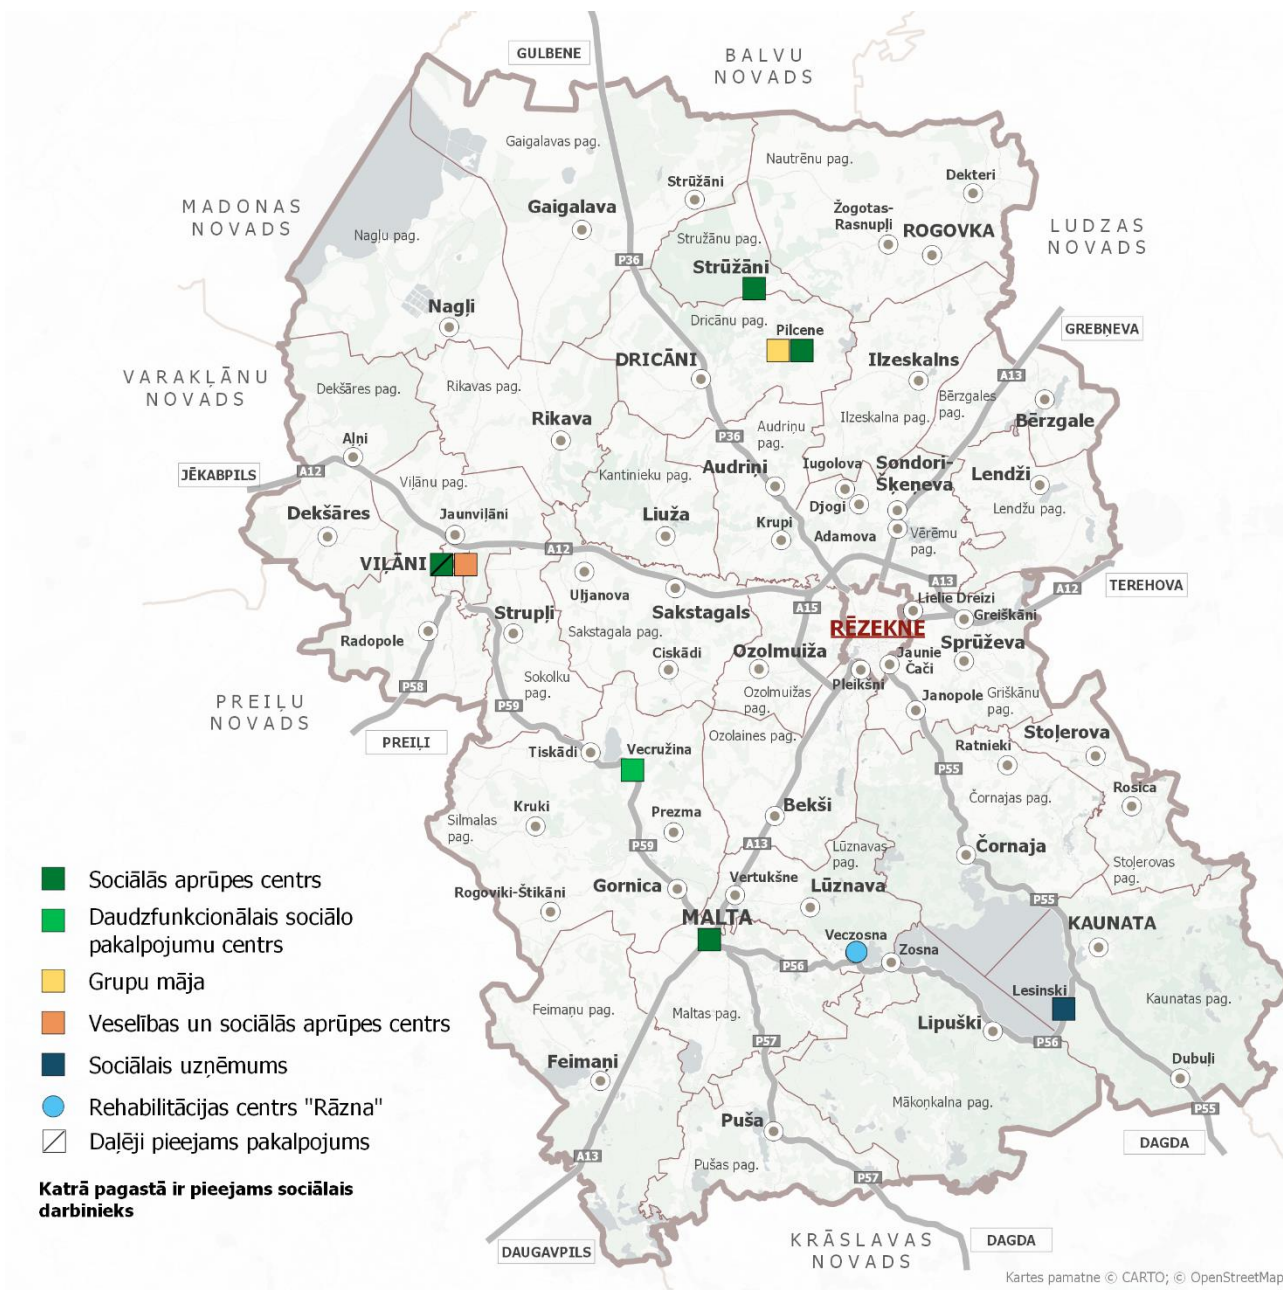 GULBENE
BALVU
NOVADS
Gaigalavas pag.
Nautrēnu pag.
Dekteri
Strūžāni
MADONAS
NOVADS
Gaigalava
Žogotas-
Rasnupļi
ROGOVKA
LUDZAS
NOVADS
Nagļu pag.
Stružānu pag.
P36
Strūžāni
Nagļi
Dricānu pag.
Pilcene
GREBŅEVA
DRICĀNI
Ilzeskalns
A13
VARAKĻĀNU
NOVADS
Dekšāres pag.
Rikavas pag.
Bērzgales
pag.
Bērzgale
Rikava
Ilzeskalna pag.
Audriņu
pag.
P36
Aļņi
Audriņi
Iugolova
Sondori-
Šķeņeva
Lendži
JĒKABPILS
A12
Viļānu pag.
Kantinieku pag.
Djogi
Lendžu pag.
Dekšāres
Jaunviļāni
Liuža
Krupi
Adamova
Vērēmu
pag.
VIĻĀNI
A12
A13
A12
TEREHOVA
Uļjanova
Sakstagals
A15
Lielie Dreizi
Greiškāni
Strupļi
Sakstagala pag.
RĒZEKNE
Radopole
Ozolmuiža
Sprūževa
Ciskādi
Jaunie
Čači
Pleikšņi
P58
Sokolku
pag.
Ozolmuižas
pag.
Janopole
Griškānu
pag.
PREIĻU
NOVADS
P59
PREIĻI
Ozolaines pag.
Stoļerova
Tiskādi
Vecružina
Ratnieki
P55
Rosica
Čornajas pag.
Kruki
Prezma
Bekši
Silmalas
pag.
P59
A13
Lūznavas
pag.
Čornaja
Stoļerovas
pag.
Gornica
Vertukšne
Lūznava
Rogoviki-Štikāni
P55
MALTA
KAUNATA
Veczosna
Zosna
P56
Lesinski
Kaunatas pag.
Feimaņu pag.
Maltas pag.
Lipuški
P57
P56
Feimaņi
Dubuļi
Mākoņkalna pag.
P55
Puša
DAGDA
A13
Pušas pag.
P57
KRĀSLAVAS
NOVADS
DAUGAVPILS
DAGDA
Sociālās aprūpes centrs
Daudzfunkcionālais sociālo
pakalpojumu centrs
Grupu māja
Veselības un sociālās aprūpes centrs
Sociālais uzņēmums
Rehabilitācijas centrs "Rāzna"
Daļēji pieejams pakalpojums
Katrā pagastā ir pieejams sociālais
darbinieks
Kartes pamatne © CARTO; © OpenStreetMap